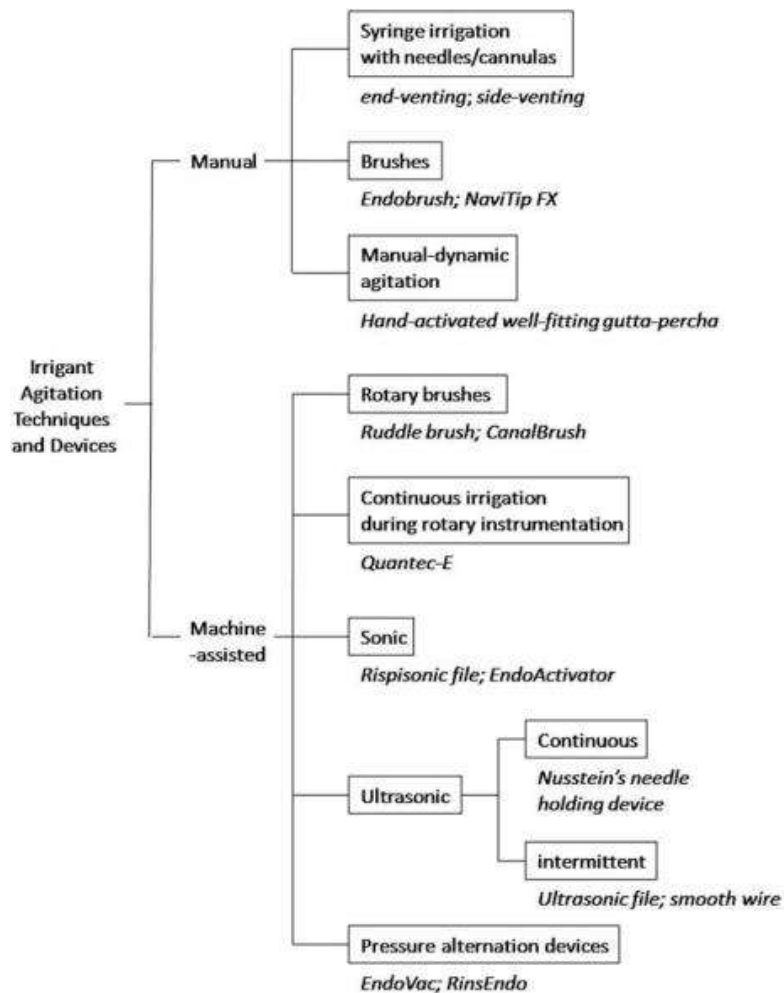 Irrigant
Agitation
Techniques
and Devices
Manual
Syringe irrigation
with needles/cannulas
end-venting; side-venting
Brushes
Endobrush; NaviTip FX
Manual-dynamic
agitation
Hand-activated well-fitting gutta-percha
Machine
-assisted
Rotary brushes
Ruddle brush; CanalBrush
Continuous irrigation
during rotary instrumentation
Quantec-E
Sonic
Rispisonic file; EndoActivator
Ultrasonic
Continuous
Nusstein's needle
holding device
intermittent
Ultrasonic file; smooth wire
Pressure alternation devices
EndoVac; RinsEndo